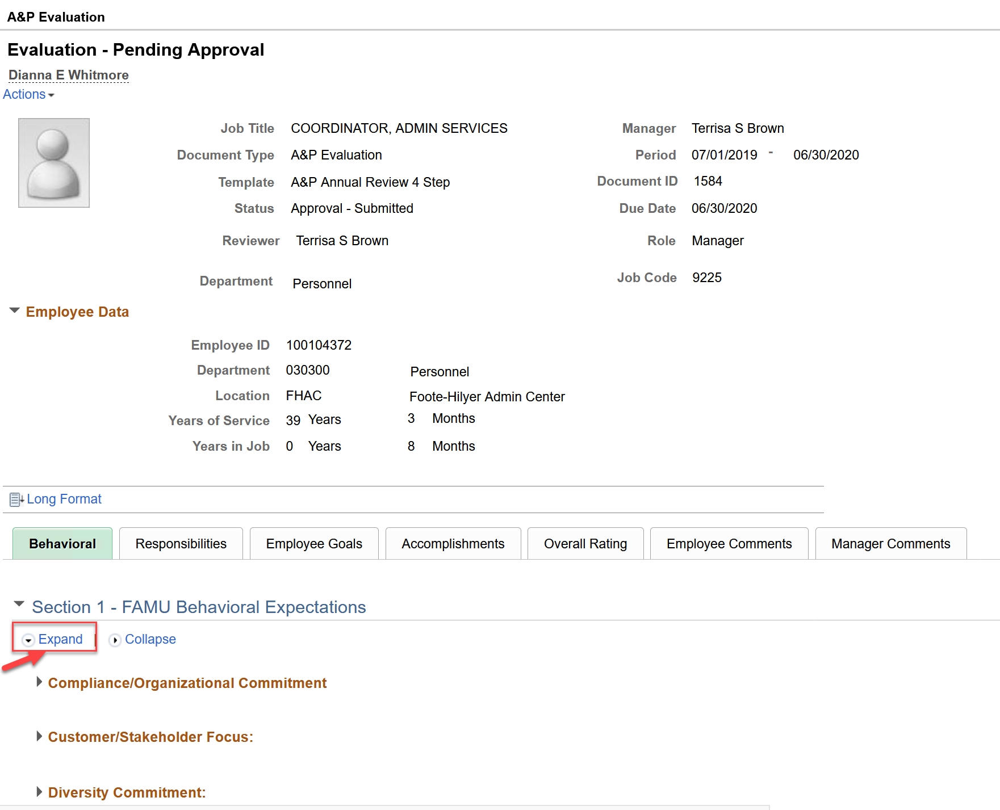 A&P Evaluation
Evaluation - Pending Approval
Dianna E Whitmore
Actions
Job Title COORDINATOR, ADMIN SERVICES Manager Terrisa S Brown
Document Type A&P Evaluation Period 07/01/2019 - 06/30/2020
Template A&P Annual Review 4 Step Document ID 1584
Status Approval - Submitted Due Date 06/30/2020
Reviewer Terrisa S Brown Role Manager
Department Personnel Job Code 9225
Employee Data
Employee ID 100104372
Department 030300 Personnel
Location FHAC Foote-Hilyer Admin Center
Years of Service 39 Years 3 Months
Years in Job 0 Years 8 Months
Long Format
Behavioral Responsibilities Employee Goals Accomplishments Overall Rating Employee Comments Manager Comments
Section 1 - FAMU Behavioral Expectations
Expand | Collapse
Compliance/Organizational Commitment
Customer/Stakeholder Focus:
Diversity Commitment: